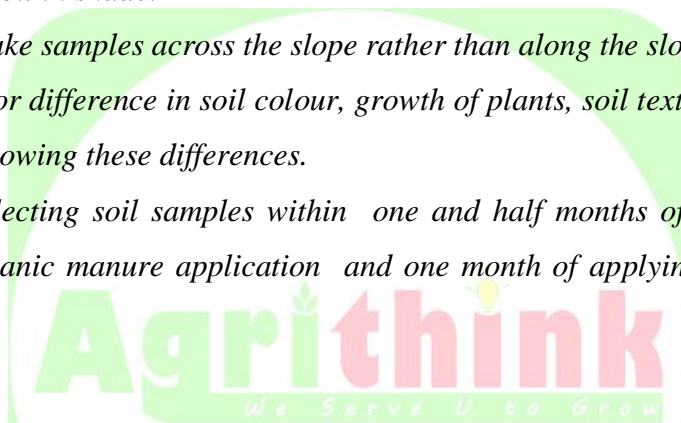 ke samples across the slope rather than along the slo
or difference in soil colour, growth of plants, soil text
owing these differences.
lecting soil samples within one and half months of
anic manure application and one month of applyin
Agrithink
We Serve U to Grow